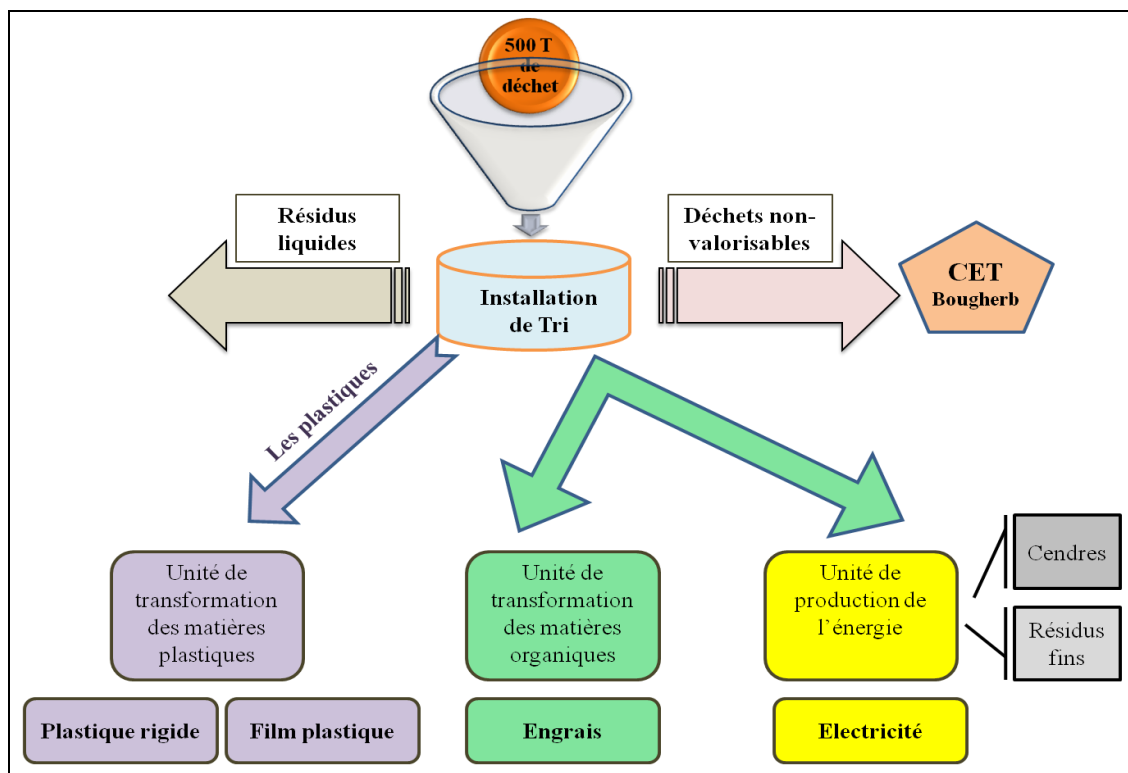 500 T
de
déchet
Résidus
liquides
Déchets non-
valorisables
CET
Bougherb
Installation
de Tri
Les plastiques
Unité de
transformation
des matières
plastiques
Unité de
transformation
des matières
organiques
Unité de
production de
l’énergie
Cendres
Résidus
fins
Plastique rigide
Film plastique
Engrais
Electricité